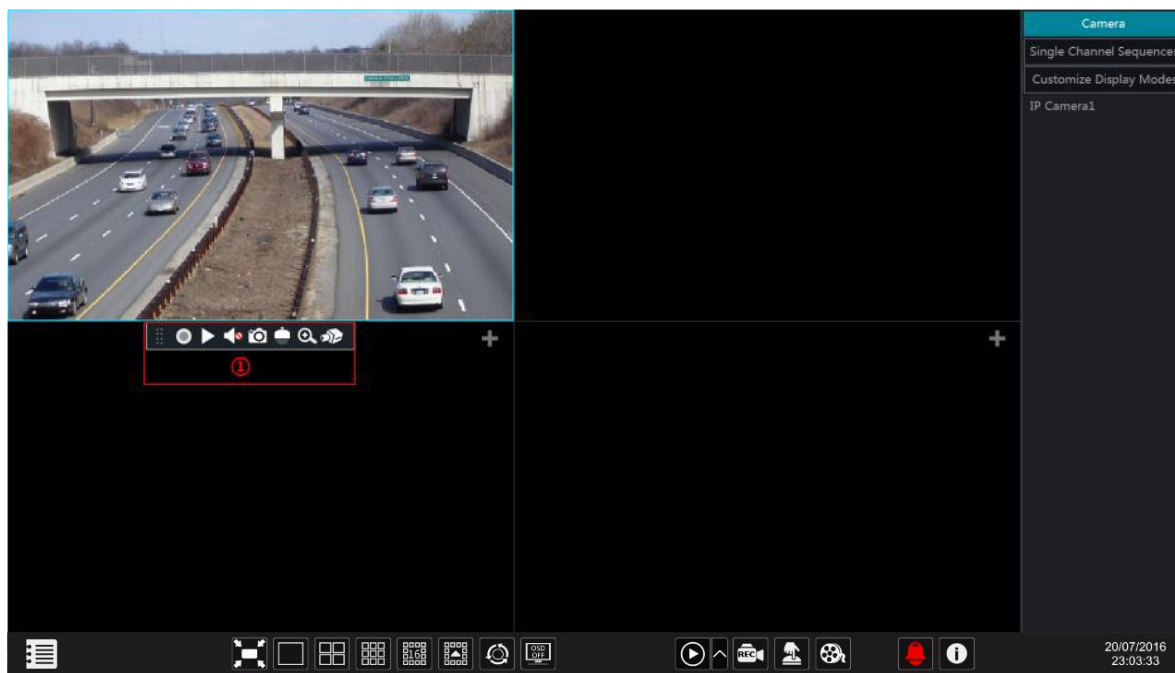 Camera
Single Channel Sequence
Customize Display Modes
IP Camera1
①
16
OSD
OFF
REC
20/07/2016
23:03:33